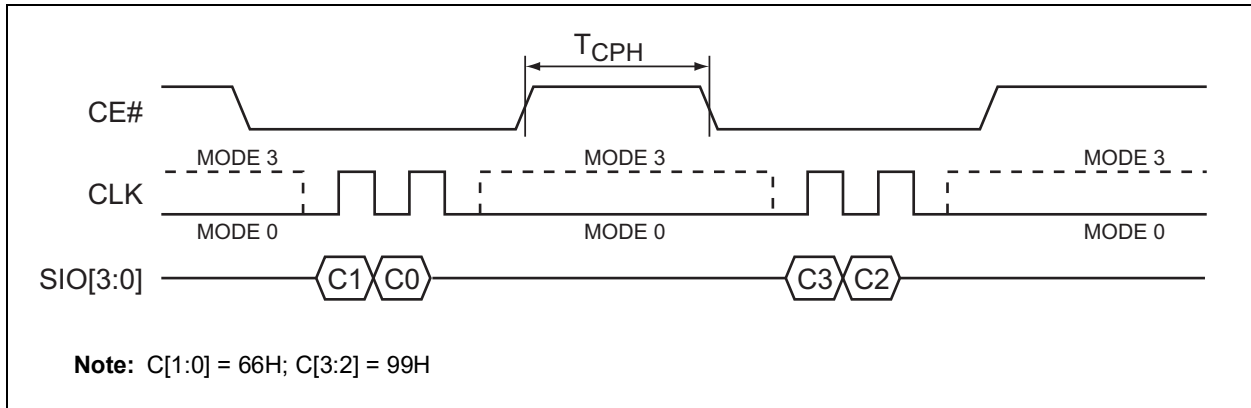 TCPH
CE#
MODE 3 MODE 3 MODE 3
CLK
MODE 0 MODE 0 MODE 0
SIO[3:0] C1 C0 C3 C2
Note: C[1:0] = 66H; C[3:2] = 99H